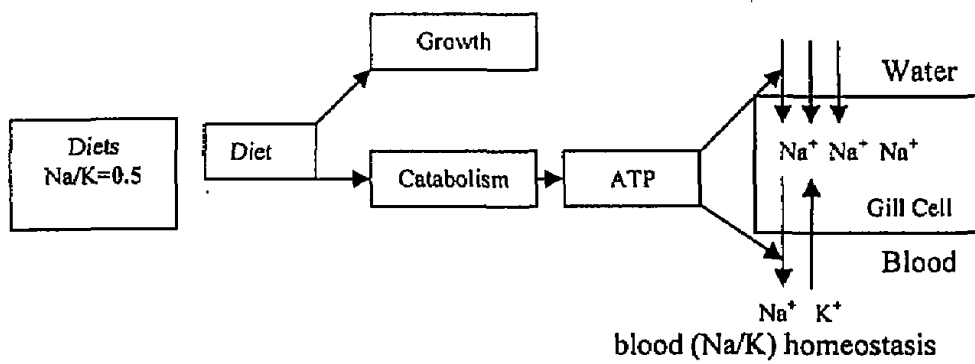 Growth
Water
Diets
Na/K=0.5
Diet
Catabolism
ATP
Na⁺ Na⁺ Na⁺
Gill Cell
Blood
Na⁺ K⁺
blood (Na/K) homeostasis